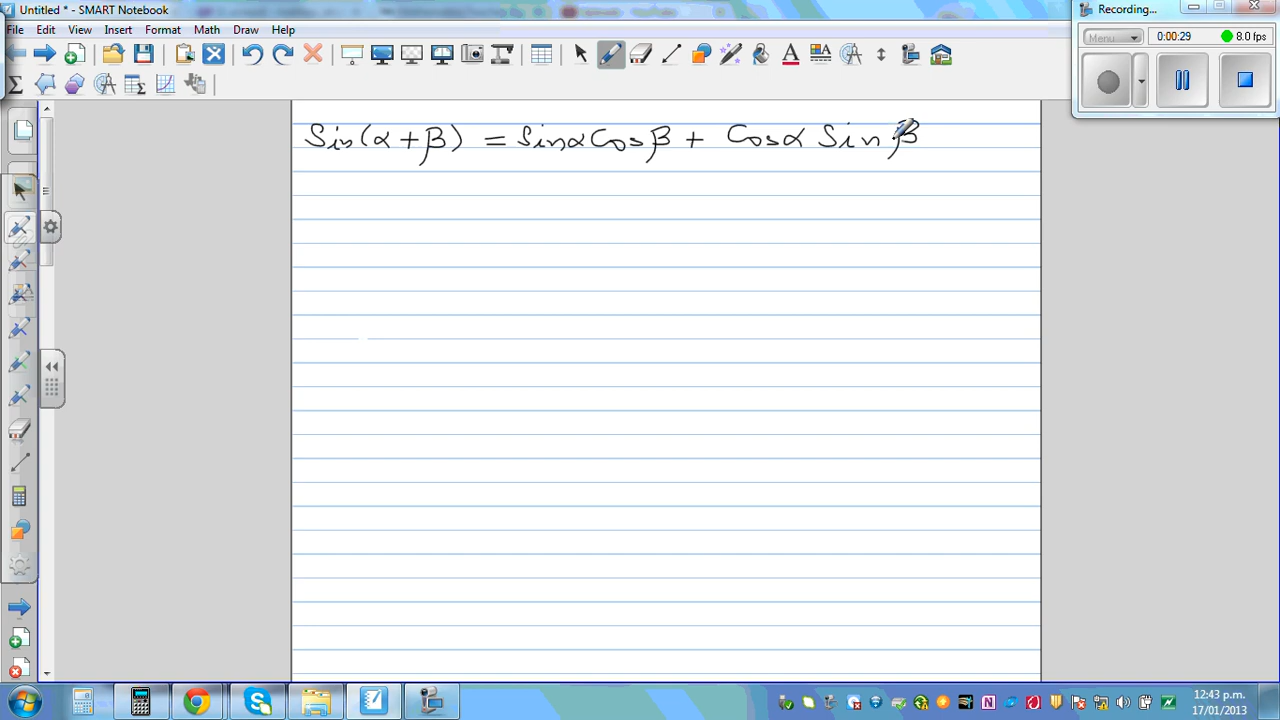 Untitled * - SMART Notebook
Recording...
File Edit View Insert Format Math Draw Help
Menu
0:00:29
8.0 fps
Sin(α+β) = Sinα Cosβ + Cosα Sin β
12:43 p.m.
17/01/2013